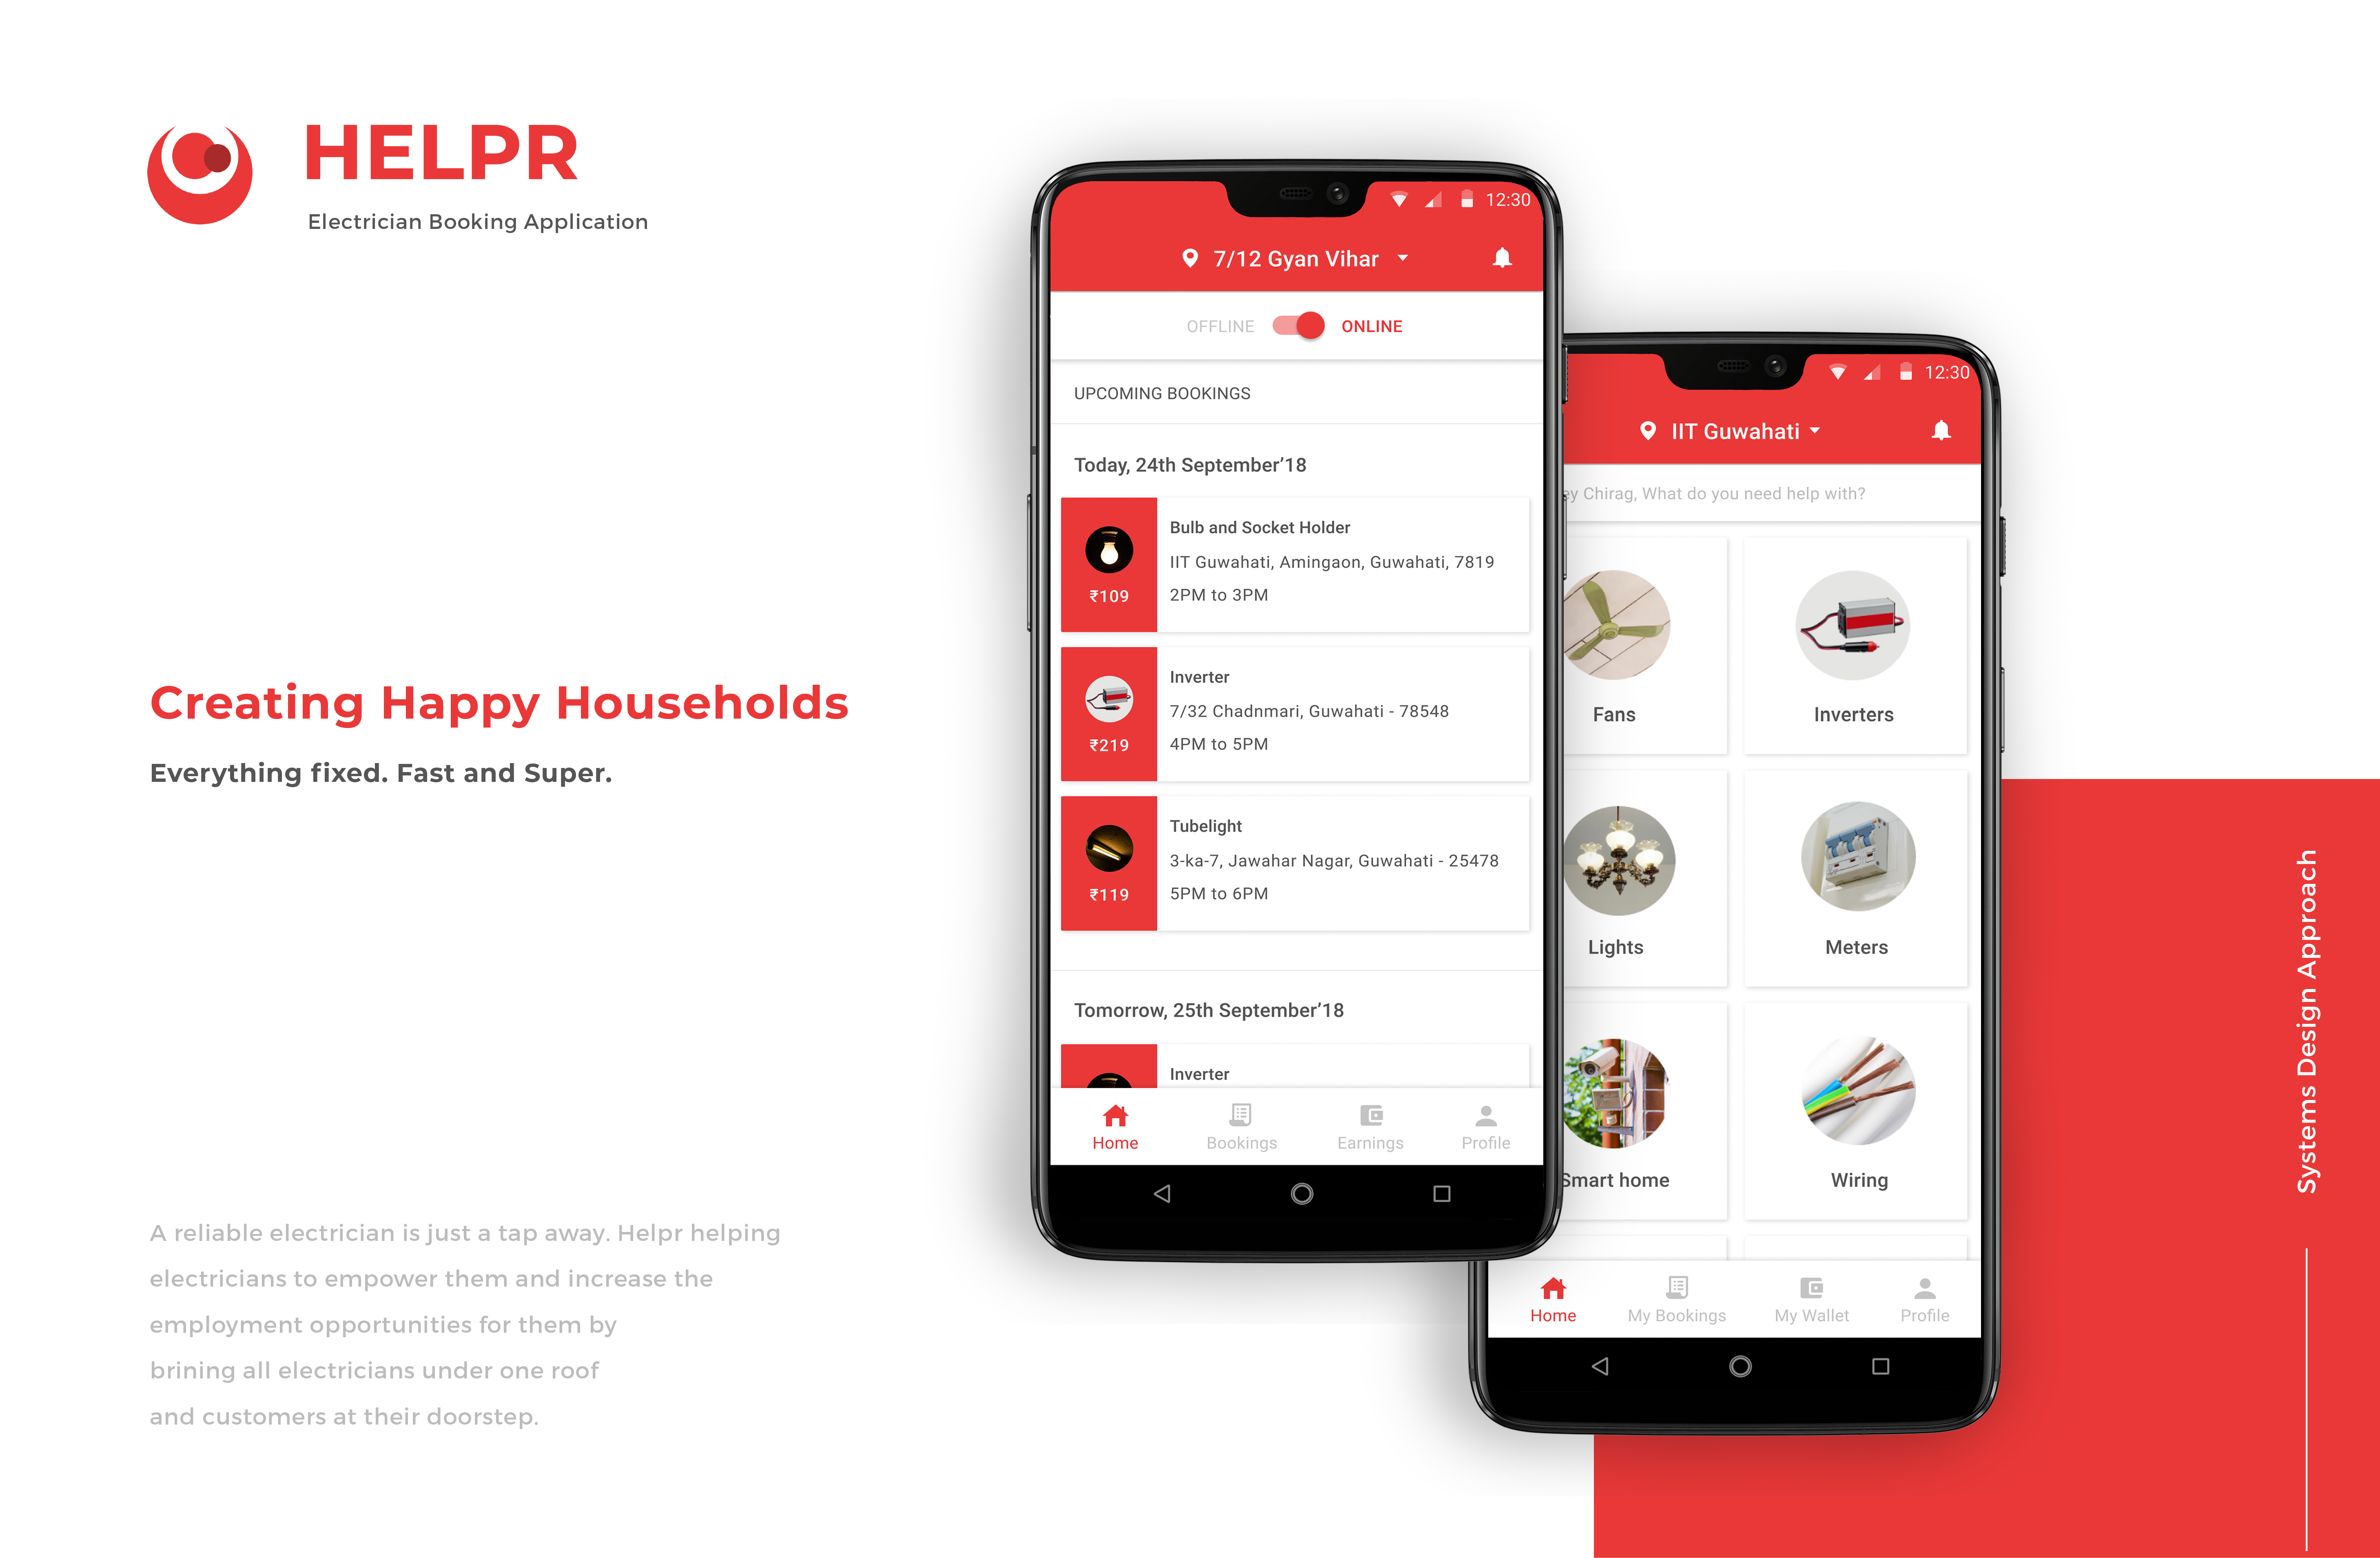 HELPR
Electrician Booking Application
Creating Happy Households
Everything fixed. Fast and Super.
A reliable electrician is just a tap away. Helpr helping
electricians to empower them and increase the
employment opportunities for them by
brining all electricians under one roof
and customers at their doorstep.
12:30
7/12 Gyan Vihar
OFFLINE ONLINE
UPCOMING BOOKINGS
Today, 24th September’18
Bulb and Socket Holder
IIT Guwahati, Amingaon, Guwahati, 7819
₹109
2PM to 3PM
Inverter
7/32 Chadnmari, Guwahati - 78548
₹219
4PM to 5PM
Tubelight
3-ka-7, Jawahar Nagar, Guwahati - 25478
₹119
5PM to 6PM
Tomorrow, 25th September’18
Inverter
Home Bookings Earnings Profile
12:30
IIT Guwahati
ey Chirag, What do you need help with?
Fans Inverters
Lights Meters
Smart home Wiring
Home My Bookings My Wallet Profile
Systems Design Approach